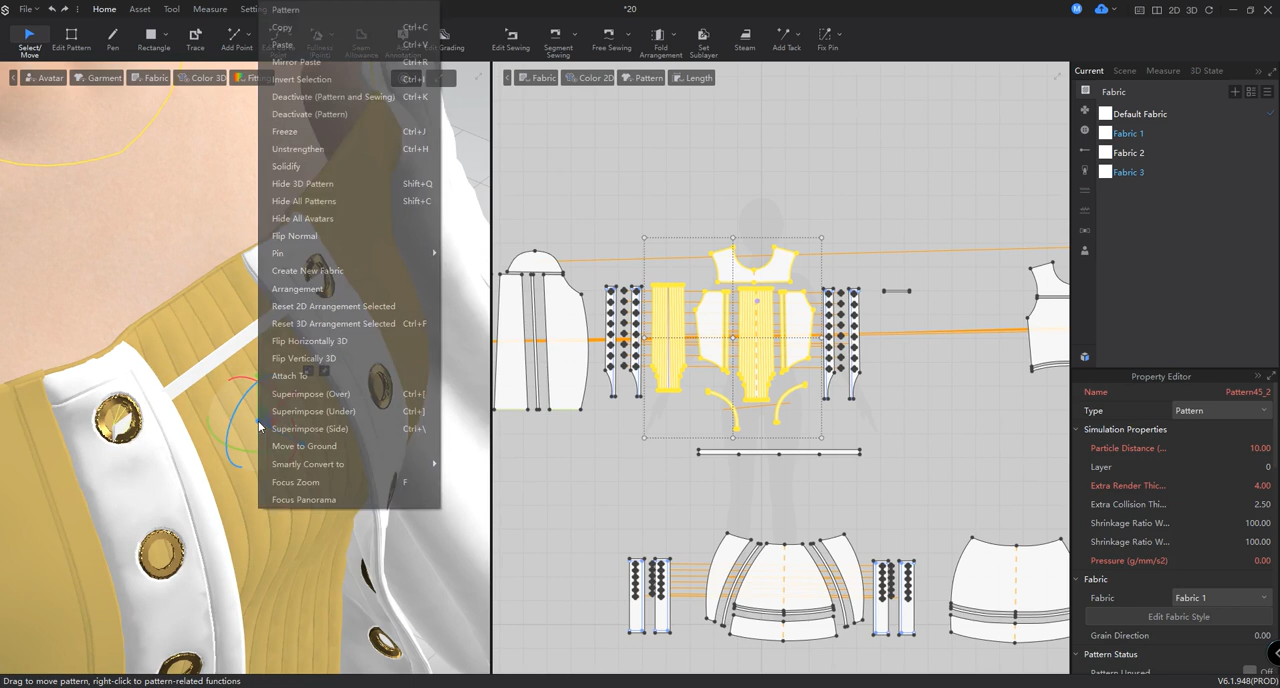 File
Home
Asset
Tool
Measure
*20
2D
3D
Select/
Move
Edit Pattern
Pen
Rectangle
Trace
Add Point
Grading
Edit Sewing
Segment
Sewing
Free Sewing
Fold
Arrangement
Set
Sublayer
Steam
Add Tack
Fix Pin
Avatar
Garment
Fabric
Color 3D
Fabric
Color 2D
Pattern
Length
Pattern
Copy Ctrl+C
Paste Ctrl+V
Mirror Paste Ctrl+R
Invert Selection Ctrl+I
Deactivate (Pattern and Sewing) Ctrl+K
Deactivate (Pattern)
Freeze Ctrl+J
Unstrengthen Ctrl+H
Solidify
Hide 3D Pattern Shift+Q
Hide All Patterns Shift+C
Hide All Avatars
Flip Normal
Pin
Create New Fabric
Arrangement
Reset 2D Arrangement Selected
Reset 3D Arrangement Selected Ctrl+F
Flip Horizontally 3D
Flip Vertically 3D
Attach To
Superimpose (Over) Ctrl+[
Superimpose (Under) Ctrl+]
Superimpose (Side) Ctrl+\
Move to Ground
Smartly Convert to
Focus Zoom F
Focus Panorama
Current
Scene
Measure
3D State
Fabric
Default Fabric
Fabric 1
Fabric 2
Fabric 3
Property Editor
Name Pattern45_2
Type Pattern
Simulation Properties
Particle Distance (... 10.00
Layer 0
Extra Render Thic... 4.00
Extra Collision Thi... 2.50
Shrinkage Ratio W... 100.00
Shrinkage Ratio W... 100.00
Pressure (g/mm/s2) 0.00
Fabric
Fabric Fabric 1
Edit Fabric Style
Grain Direction 0.00
Pattern Status
Pattern Unused Off
Drag to move pattern, right-click to pattern-related functions
V6.1.948(PROD)